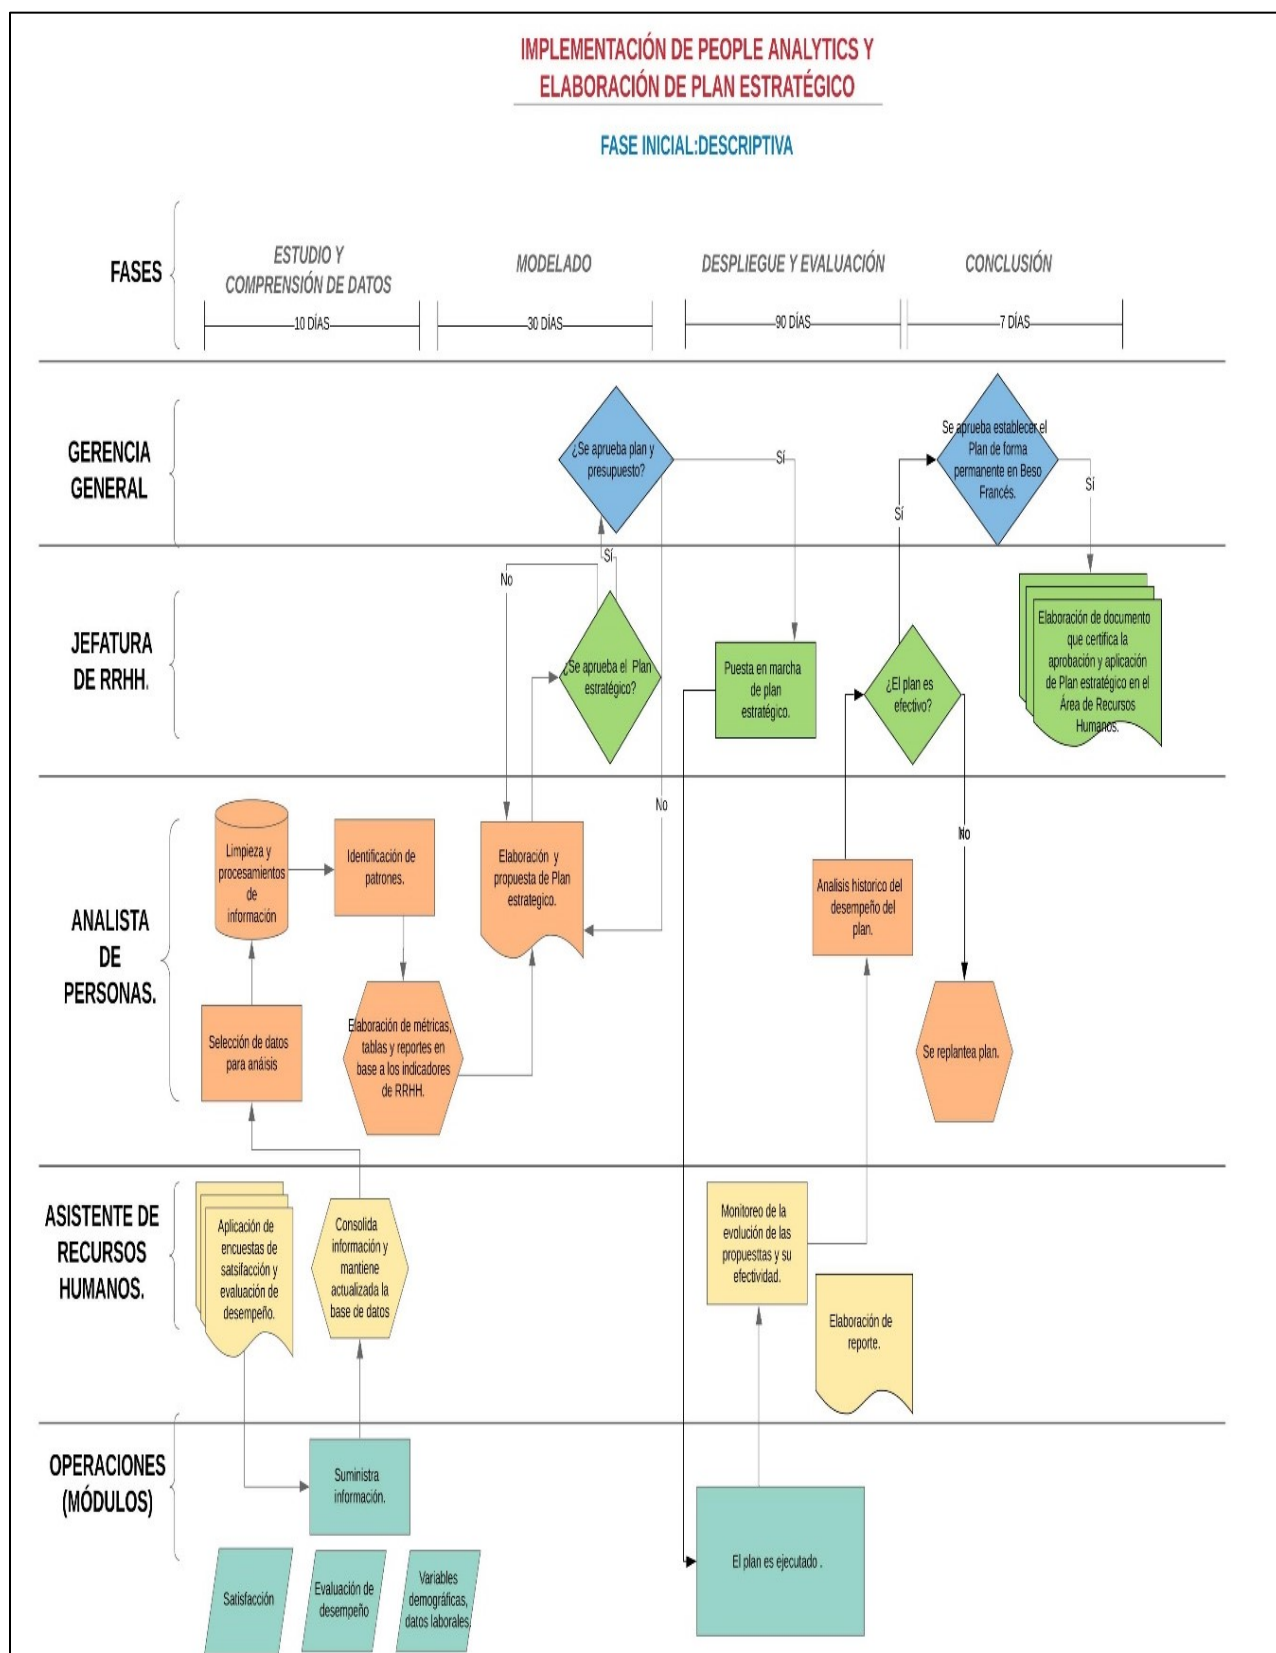 IMPLEMENTACIÓN DE PEOPLE ANALYTICS Y
ELABORACIÓN DE PLAN ESTRATÉGICO
FASE INICIAL:DESCRIPTIVA
FASES
ESTUDIO Y
COMPRENSIÓN DE DATOS
10 DÍAS
MODELADO
30 DÍAS
DESPLIEGUE Y EVALUACIÓN
90 DÍAS
CONCLUSIÓN
7 DÍAS
GERENCIA
GENERAL
¿Se aprueba plan y
presupuesto?
Sí
Se aprueba establecer el
Plan de forma
permanente en Beso
Francés.
Sí
Sí
JEFATURA
DE RRHH.
No
Sí
¿Se aprueba el Plan
estratégico?
Puesta en marcha
de plan
estratégico.
¿El plan es
efectivo?
Elaboración de documento
que certifica la
aprobación y aplicación
de Plan estratégico en el
Área de Recursos
Humanos.
ANALISTA
DE
PERSONAS.
Limpieza y
procesamientos
de
información
Identificación de
patrones.
Elaboración y
propuesta de Plan
estrategico.
No
Analisis historico del
desempeño del
plan.
No
Selección de datos
para anáisis
Elaboración de métricas,
tablas y reportes en
base a los indicadores
de RRHH.
Se replantea plan.
ASISTENTE DE
RECURSOS
HUMANOS.
Aplicación de
encuestas de
satsifacción y
evaluación de
desempeño.
Consolida
información y
mantiene
actualizada la
base de datos
Monitoreo de la
evolución de las
propuesttas y su
efectividad.
Elaboración de
reporte.
OPERACIONES
(MÓDULOS)
Suministra
información.
Satisfacción
Evaluación de
desempeño
Variables
demográficas,
datos laborales.
El plan es ejecutado .